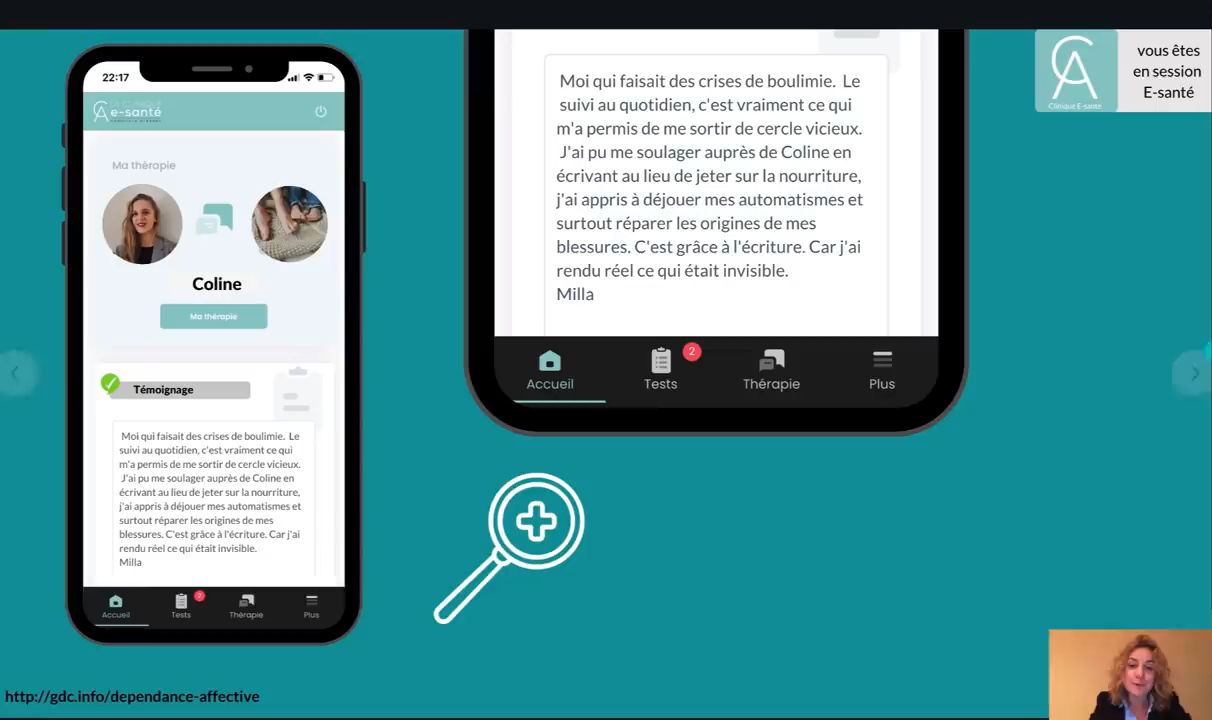 22:17
e-santé
Ma thérapie
Coline
Ma thérapie
Témoignage
Moi qui faisait des crises de boulimie. Le
suivi au quotidien, c'est vraiment ce qui
m'a permis de me sortir de cercle vicieux.
J'ai pu me soulager auprès de Coline en
écrivant au lieu de jeter sur la nourriture,
j'ai appris à déjouer mes automatismes et
surtout réparer les origines de mes
blessures. C'est grâce à l'écriture. Car j'ai
rendu réel ce qui était invisible.
Milla
Accueil
Tests
2
Thérapie
Plus
Moi qui faisait des crises de boulimie. Le
suivi au quotidien, c'est vraiment ce qui
m'a permis de me sortir de cercle vicieux.
J'ai pu me soulager auprès de Coline en
écrivant au lieu de jeter sur la nourriture,
j'ai appris à déjouer mes automatismes et
surtout réparer les origines de mes
blessures. C'est grâce à l'écriture. Car j'ai
rendu réel ce qui était invisible.
Milla
Accueil
Tests
2
Thérapie
Plus
CA
Clinique E-sante
vous êtes
en session
E-santé
http://gdc.info/dependance-affective